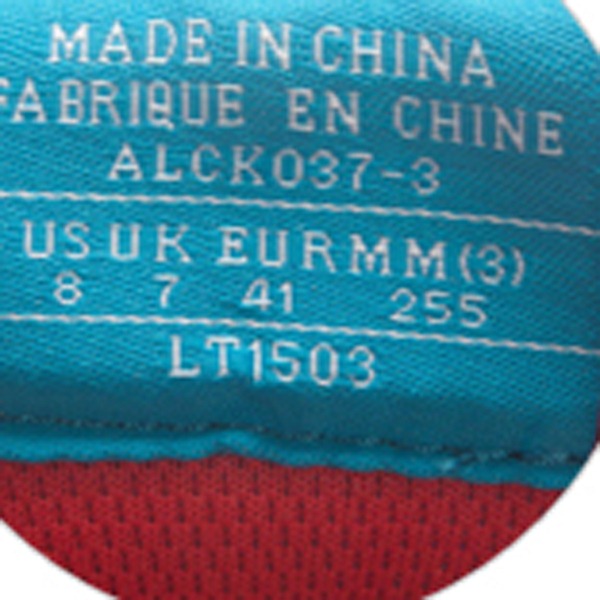 MADE IN CHINA
FABRIQUE EN CHINE
ALCK037-3
US UK EUR MM(3)
8 7 41 255
LT1503